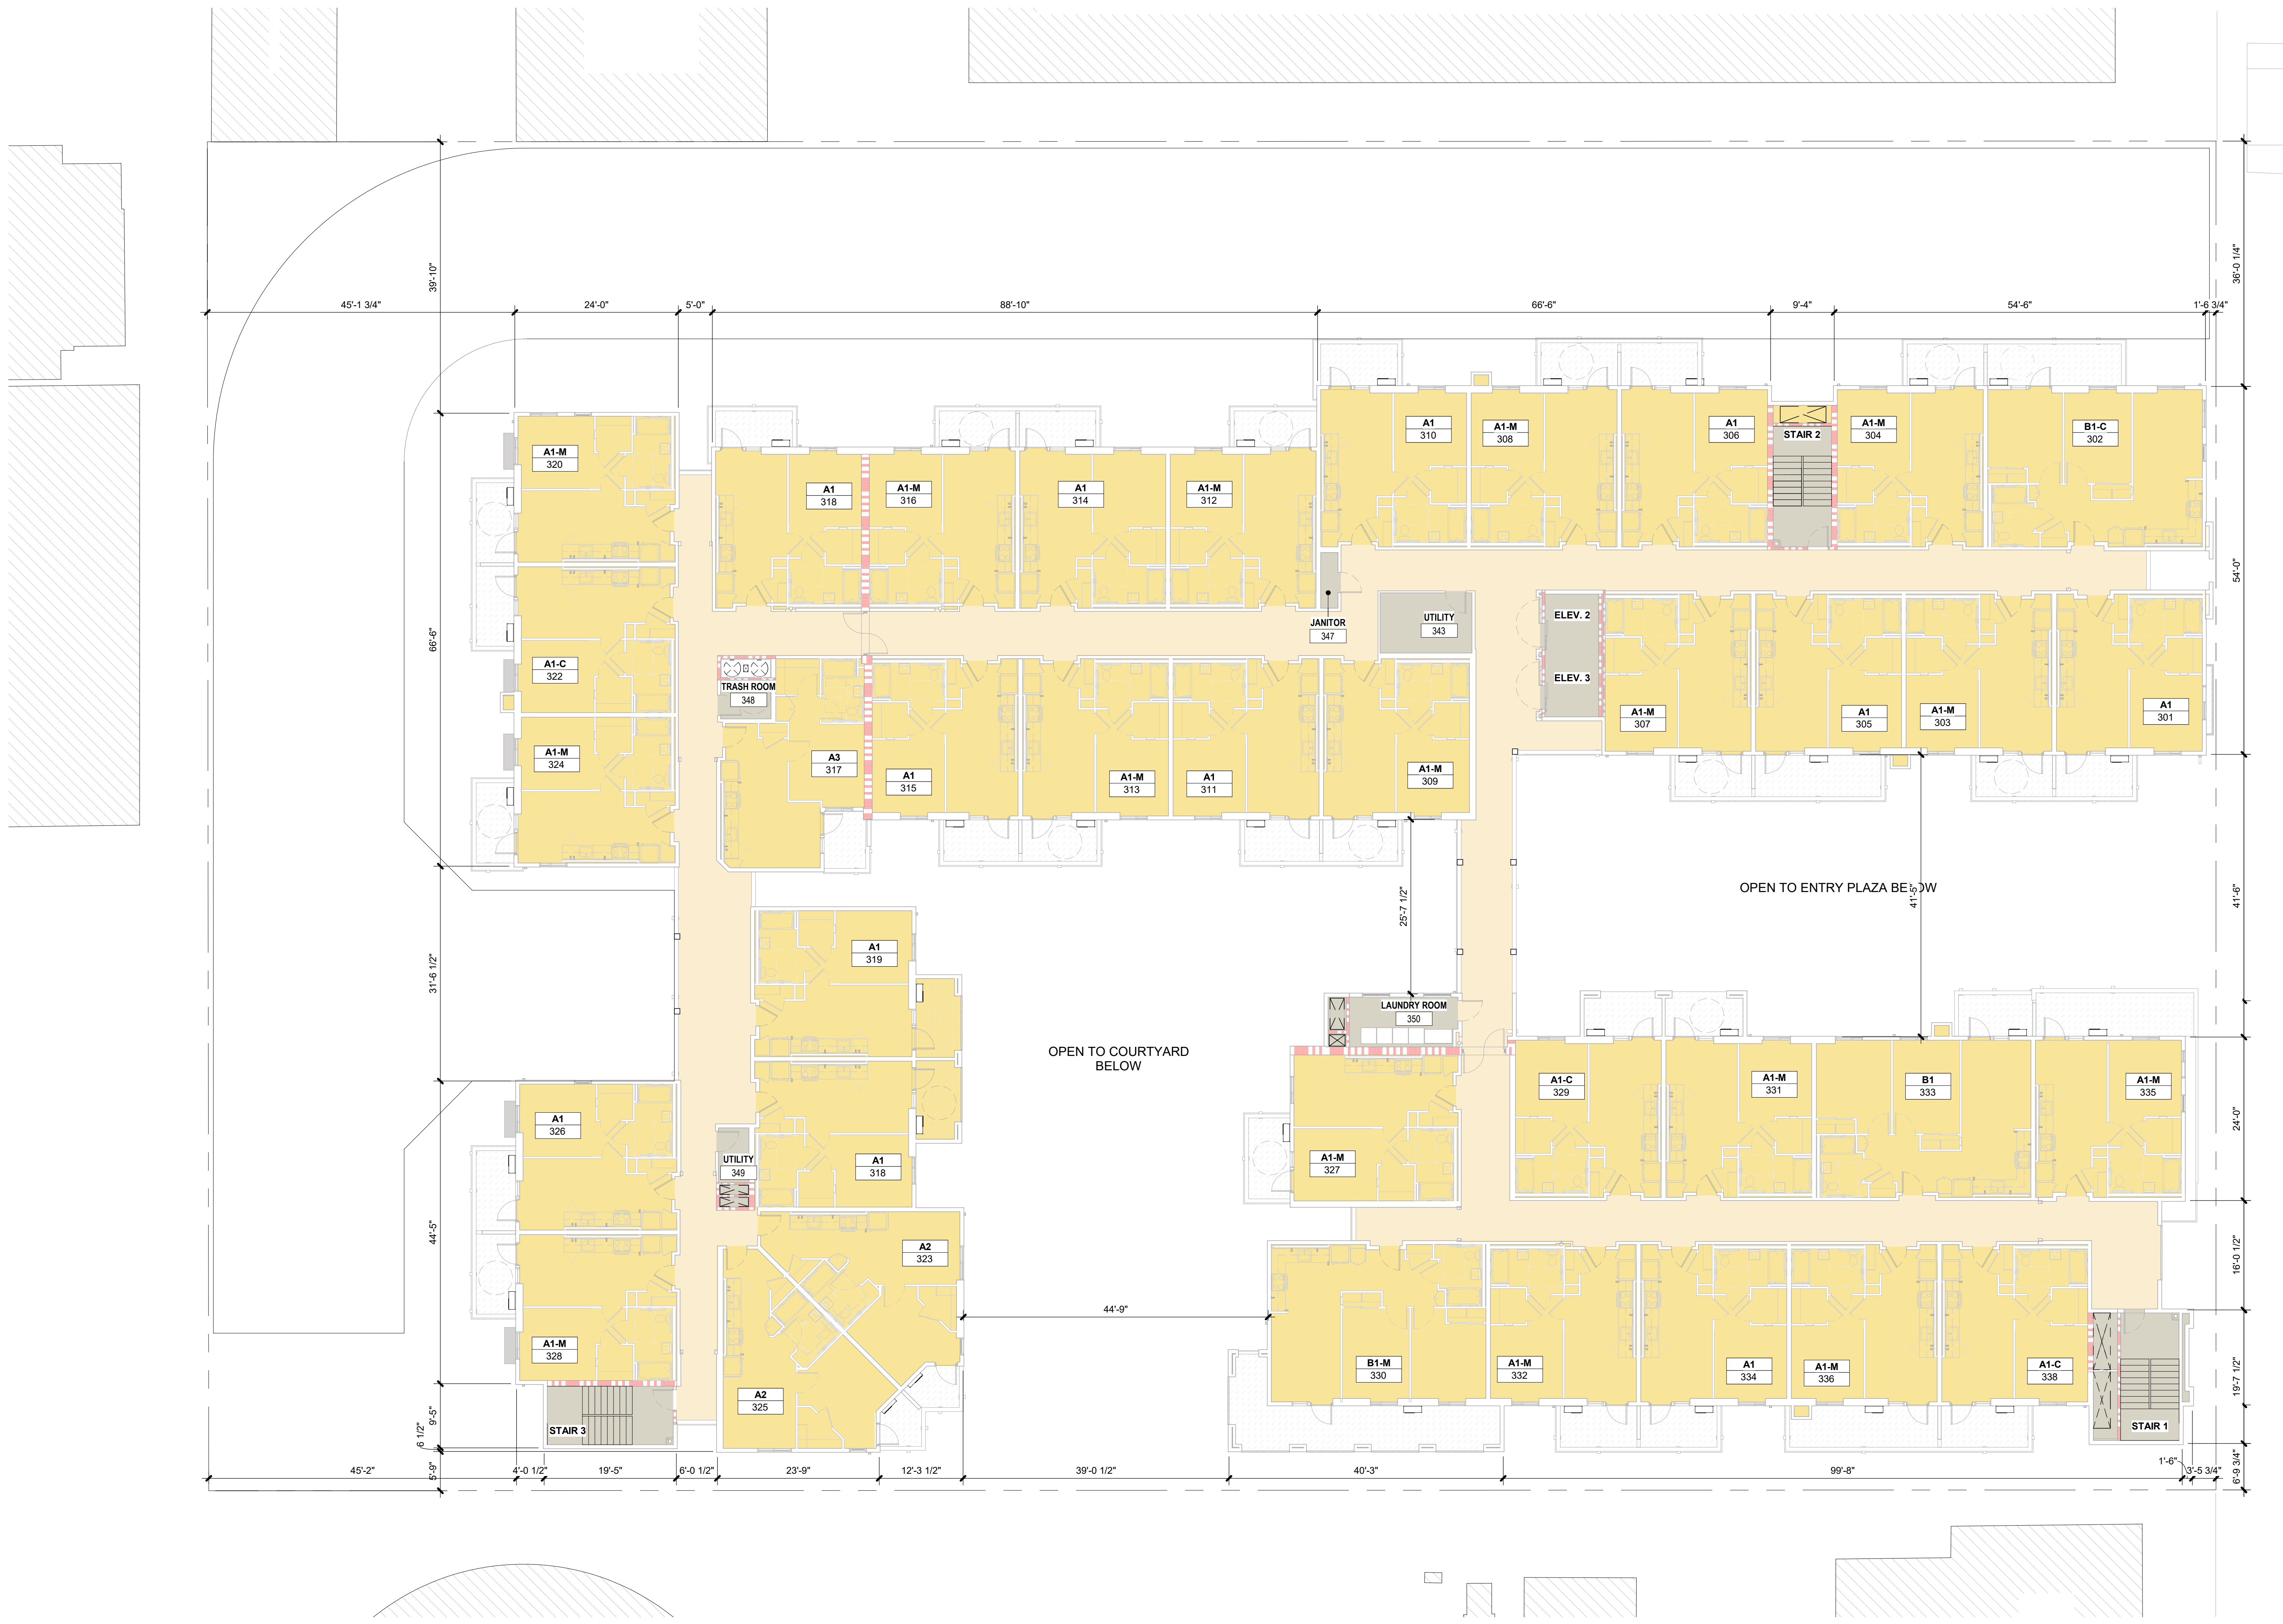 39'-10"
36'-0 1/4"
45'-1 3/4"
24'-0"
5'-0"
88'-10"
66'-6"
9'-4"
54'-6"
1'-6 3/4"
A1-M
320
A1
318
A1-M
316
A1
314
A1-M
312
A1
310
A1-M
308
A1
306
STAIR 2
A1-M
304
B1-C
302
54'-0"
66'-6"
JANITOR
347
UTILITY
343
ELEV. 2
ELEV. 3
A1-C
322
TRASH ROOM
348
A1-M
324
A3
317
A1
315
A1-M
313
A1
311
A1-M
309
A1-M
307
A1
305
A1-M
303
A1
301
OPEN TO ENTRY PLAZA BELOW
41'-5"
41'-6"
25'-7 1/2"
31'-6 1/2"
A1
319
LAUNDRY ROOM
350
OPEN TO COURTYARD
BELOW
A1-C
329
A1-M
331
B1
333
A1-M
335
24'-0"
A1
326
UTILITY
349
A1
318
A1-M
327
44'-5"
A2
323
16'-0 1/2"
44'-9"
A1-M
328
A2
325
B1-M
330
A1-M
332
A1
334
A1-M
336
A1-C
338
19'-7 1/2"
STAIR 3
STAIR 1
9'-5"
6 1/2"
5'-9"
45'-2"
4'-0 1/2"
19'-5"
6'-0 1/2"
23'-9"
12'-3 1/2"
39'-0 1/2"
40'-3"
99'-8"
1'-6"
3'-5 3/4"
6'-9 3/4"